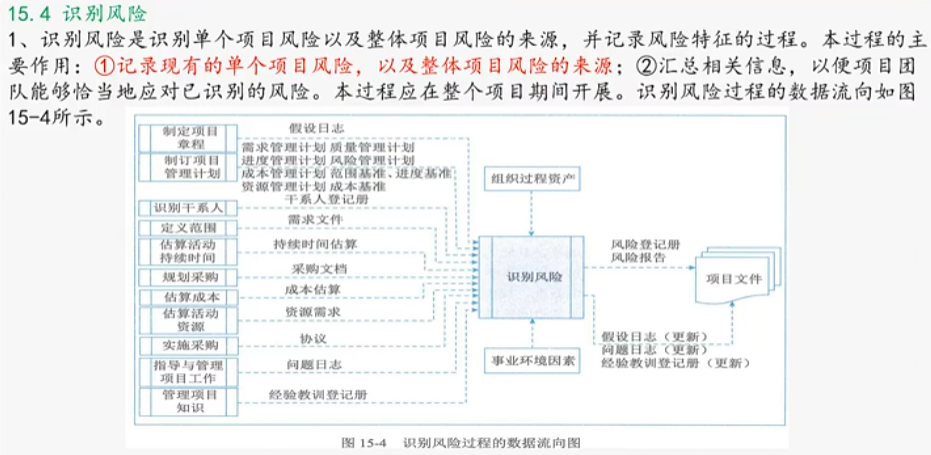 15.4 识别风险
1、识别风险是识别单个项目风险以及整体项目风险的来源，并记录风险特征的过程。本过程的主
要作用：①记录现有的单个项目风险，以及整体项目风险的来源；②汇总相关信息，以便项目团
队能够恰当地应对已识别的风险。本过程应在整个项目期间开展。识别风险过程的数据流向如图
15-4所示。
制定项目
章程
假设日志
制订项目
管理计划
需求管理计划 质量管理计划
进度管理计划 风险管理计划
成本管理计划 范围基准、进度基准
资源管理计划 成本基准
识别干系人
干系人登记册
定义范围
需求文件
估算活动
持续时间
持续时间估算
规划采购
采购文档
估算成本
成本估算
估算活动
资源
资源需求
实施采购
协议
指导与管理
项目工作
问题日志
管理项目
知识
经验教训登记册
组织过程资产
识别风险
事业环境因素
风险登记册
风险报告
项目文件
假设日志（更新）
问题日志（更新）
经验教训登记册（更新）
图 15-4 识别风险过程的数据流向图